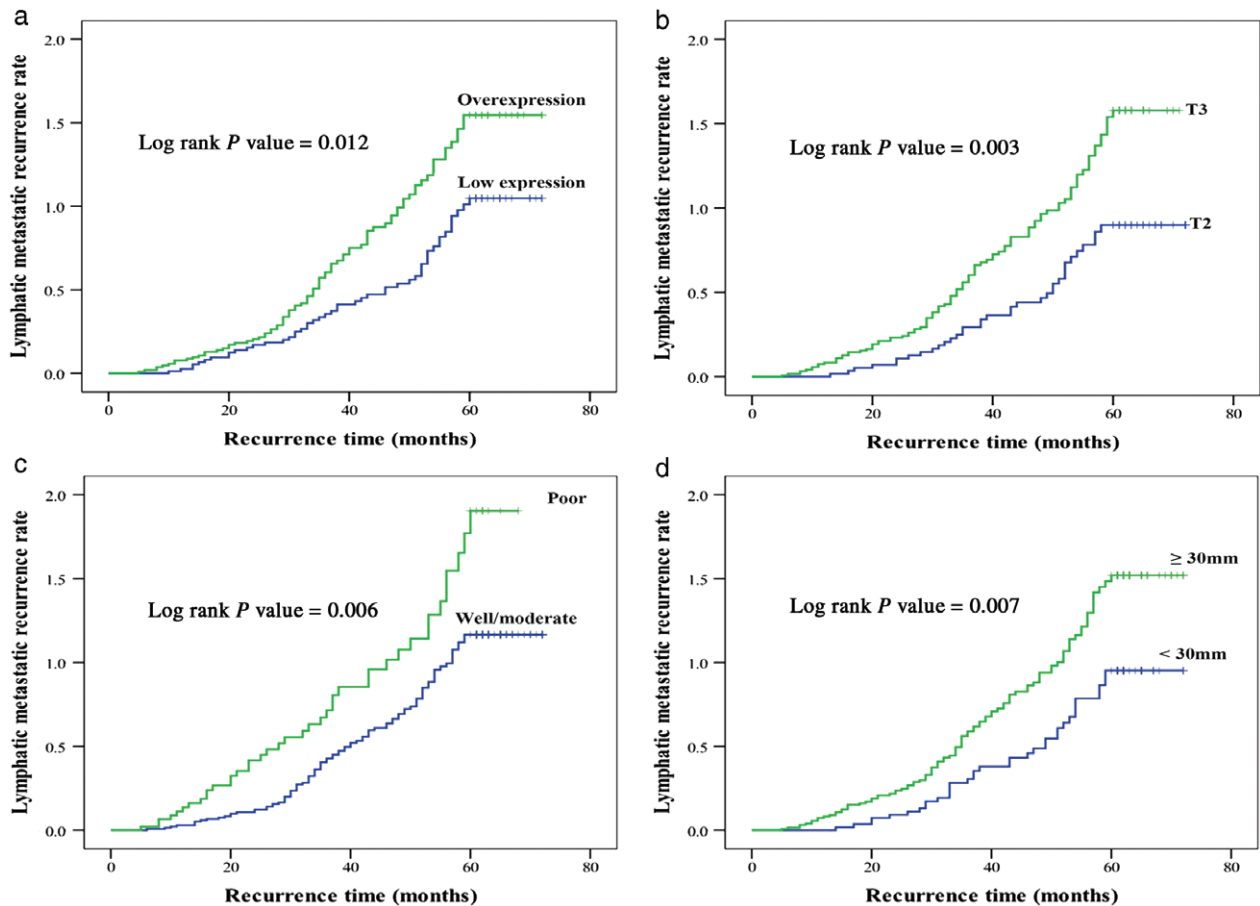 a
Lymphatic metastatic recurrence rate
2.0
1.5
1.0
0.5
0.0
Overexpression
Log rank P value = 0.012
Low expression
0 20 40 60 80
Recurrence time (months)
b
Lymphatic metastatic recurrence rate
2.0
1.5
1.0
0.5
0.0
T3
Log rank P value = 0.003
T2
0 20 40 60 80
Recurrence time (months)
c
Lymphatic metastatic recurrence rate
2.0
1.5
1.0
0.5
0.0
Poor
Log rank P value = 0.006
Well/moderate
0 20 40 60 80
Recurrence time (months)
d
Lymphatic metastatic recurrence rate
2.0
1.5
1.0
0.5
0.0
≥ 30mm
Log rank P value = 0.007
< 30mm
0 20 40 60 80
Recurrence time (months)